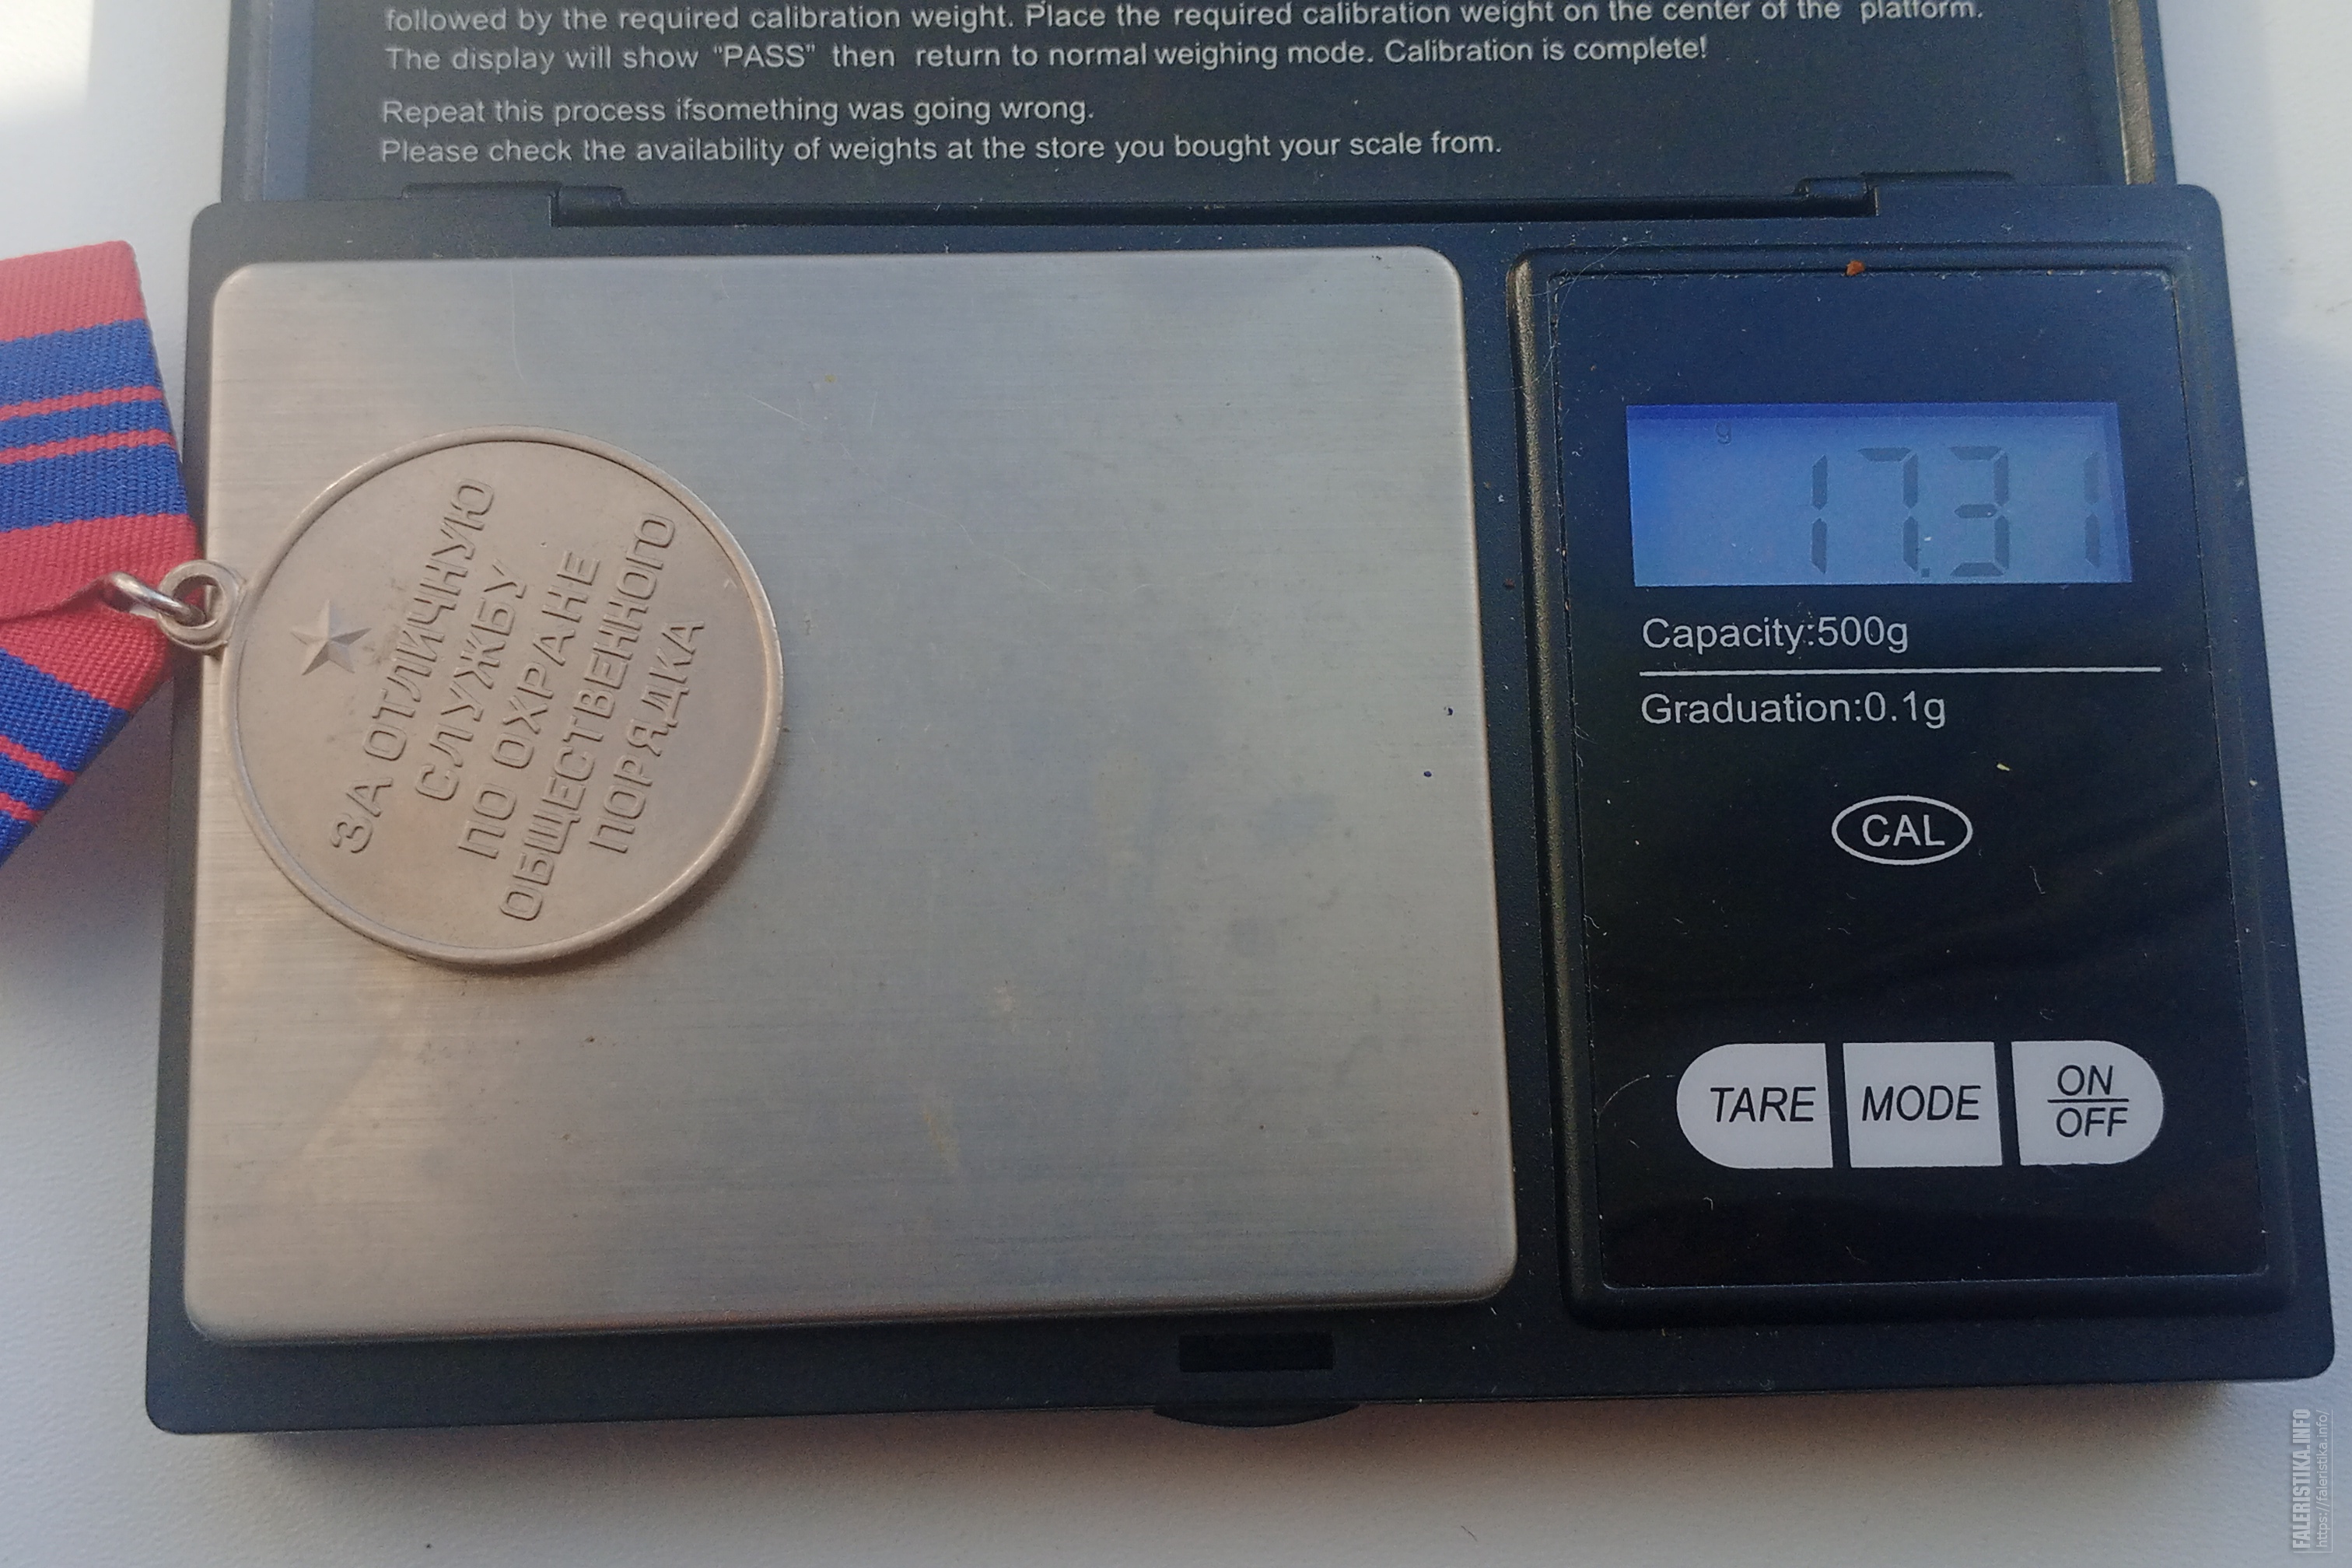 followed by the required calibration weight. Place the required calibration weight on the center of the platform.
The display will show "PASS" then return to normal weighing mode. Calibration is complete!
Repeat this process ifsomething was going wrong.
Please check the availability of weights at the store you bought your scale from.
ЗА ОТЛИЧНУЮ
СЛУЖБУ
ПО ОХРАНЕ
ОБЩЕСТВЕННОГО
ПОРЯДКА
g
17.31
Capacity:500g
Graduation:0.1g
CAL
TARE
MODE
ON
OFF
FALERISTIKA.INFO
https://faleristika.info/